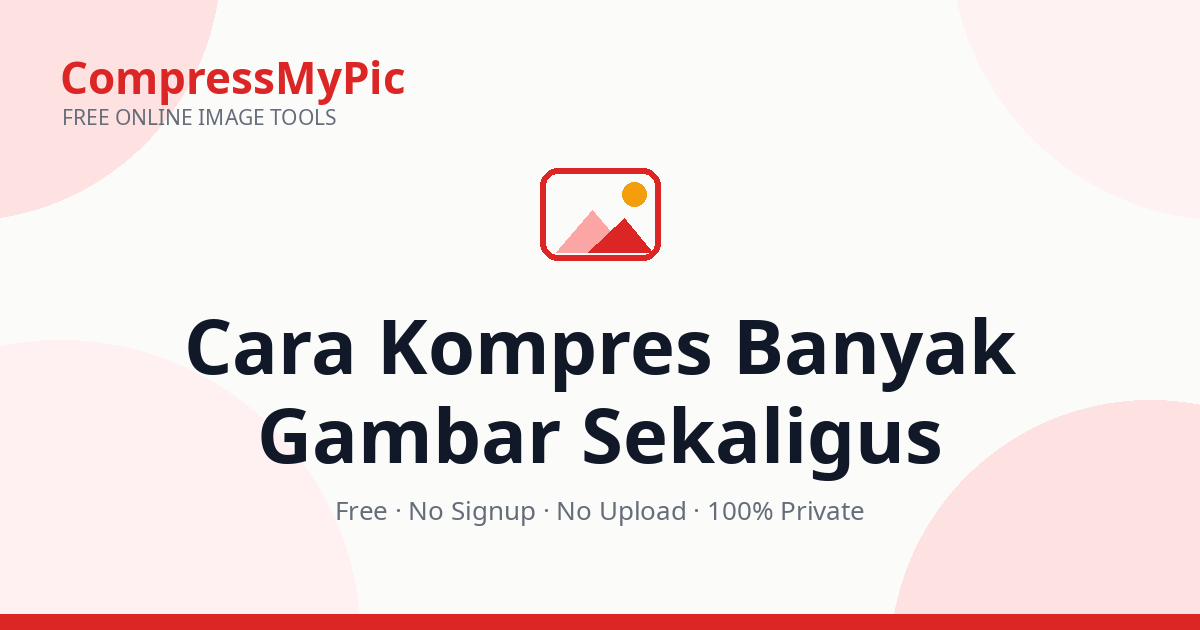 CompressMyPic
FREE ONLINE IMAGE TOOLS
Cara Kompres Banyak
Gambar Sekaligus
Free · No Signup · No Upload · 100% Private